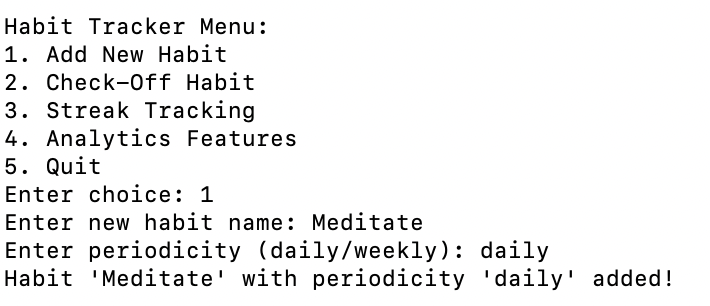 Habit Tracker Menu:
1. Add New Habit
2. Check-Off Habit
3. Streak Tracking
4. Analytics Features
5. Quit
Enter choice: 1
Enter new habit name: Meditate
Enter periodicity (daily/weekly): daily
Habit 'Meditate' with periodicity 'daily' added!